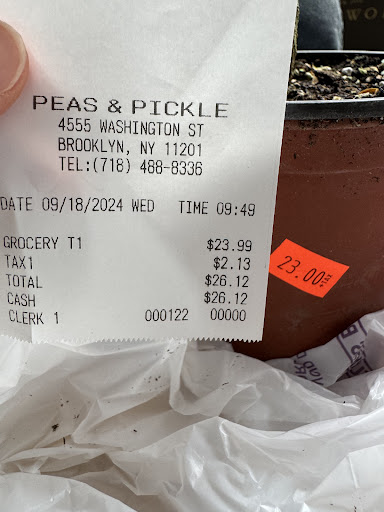 PEAS & PICKLE
4555 WASHINGTON ST
BROOKLYN, NY 11201
TEL:(718) 488-8336
DATE 09/18/2024 WED TIME 09:49
GROCERY T1 $23.99
TAX1 $2.13
TOTAL $26.12
CASH $26.12
CLERK 1 000122 00000
23.00
WO